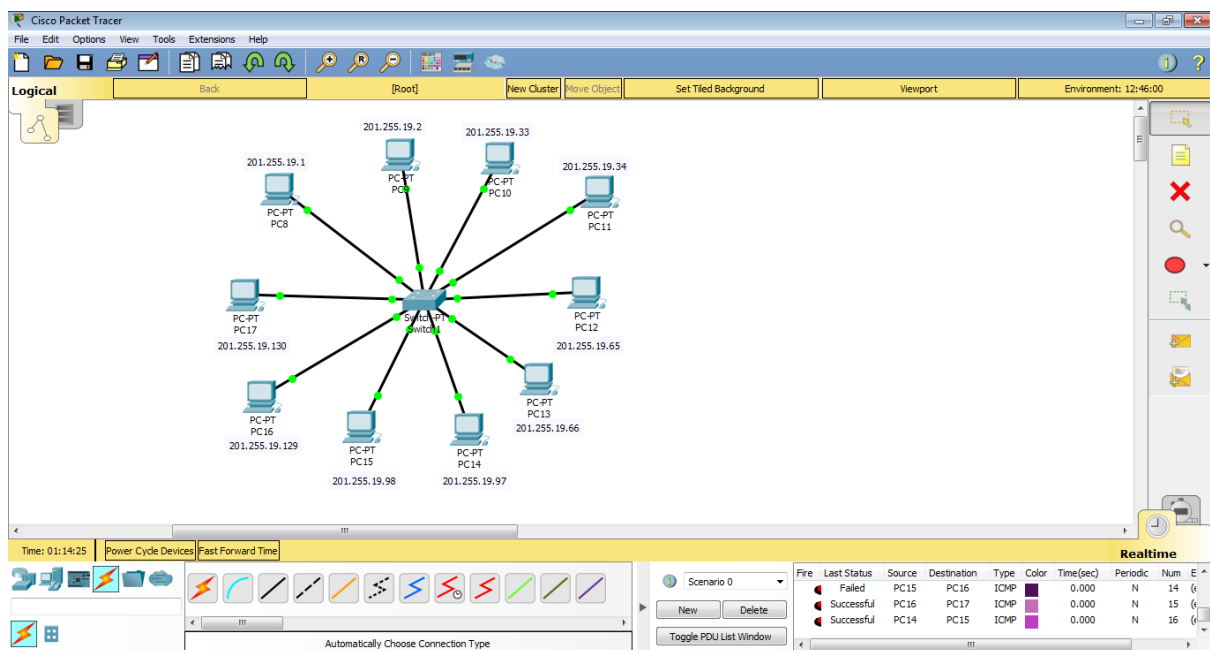 Cisco Packet Tracer
File Edit Options View Tools Extensions Help
Logical Back [Root] New Cluster Move Object Set Tiled Background Viewport Environment: 12:46:00
201.255.19.2
201.255.19.33
201.255.19.1
201.255.19.34
PC-PT
PC9
PC-PT
PC10
PC-PT
PC8
PC-PT
PC11
PC-PT
PC17
Switch-PT
Switch1
PC-PT
PC12
201.255.19.130
201.255.19.65
PC-PT
PC13
201.255.19.66
PC-PT
PC16
201.255.19.129
PC-PT
PC15
PC-PT
PC14
201.255.19.98
201.255.19.97
Time: 01:14:25 Power Cycle Devices Fast Forward Time
Realtime
Scenario 0
New Delete
Toggle PDU List Window
Automatically Choose Connection Type
Fire Last Status Source Destination Type Color Time(sec) Periodic Num E
Failed PC15 PC16 ICMP 0.000 N 14 (e
Successful PC16 PC17 ICMP 0.000 N 15 (e
Successful PC14 PC15 ICMP 0.000 N 16 (e